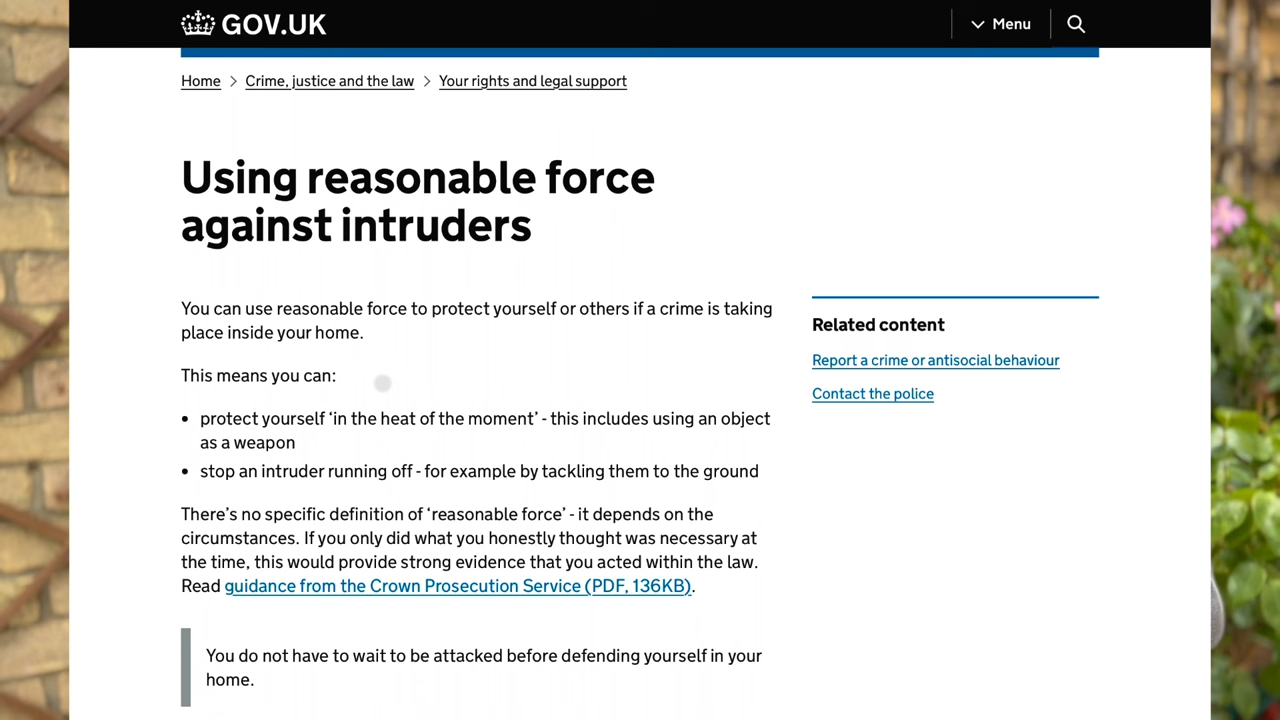 GOV.UK
Menu
Home > Crime, justice and the law > Your rights and legal support
Using reasonable force
against intruders
You can use reasonable force to protect yourself or others if a crime is taking
place inside your home.
This means you can:
• protect yourself ‘in the heat of the moment’ - this includes using an object
as a weapon
• stop an intruder running off - for example by tackling them to the ground
There’s no specific definition of ‘reasonable force’ - it depends on the
circumstances. If you only did what you honestly thought was necessary at
the time, this would provide strong evidence that you acted within the law.
Read guidance from the Crown Prosecution Service (PDF, 136KB).
You do not have to wait to be attacked before defending yourself in your
home.
Related content
Report a crime or antisocial behaviour
Contact the police